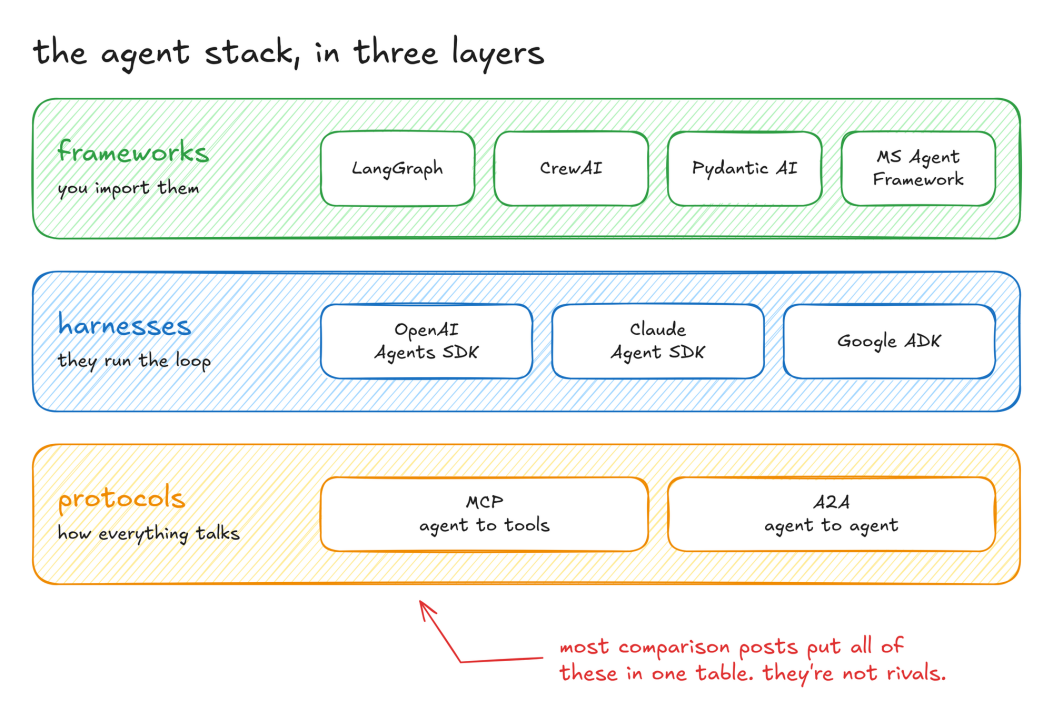 the agent stack, in three layers
frameworks
you import them
LangGraph
CrewAI
Pydantic AI
MS Agent
Framework
harnesses
they run the loop
OpenAI
Agents SDK
Claude
Agent SDK
Google ADK
protocols
how everything talks
MCP
agent to tools
A2A
agent to agent
most comparison posts put all of
these in one table. they're not rivals.